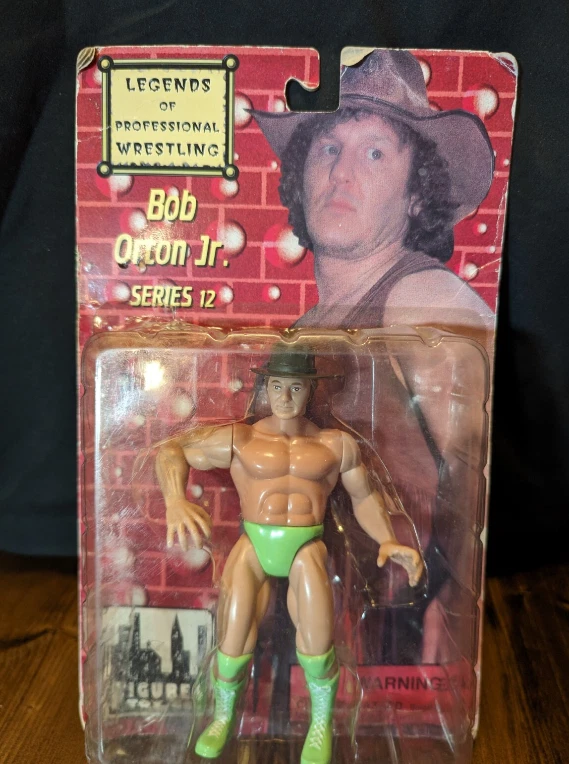 LEGENDS
OF
PROFESSIONAL
WRESTLING
Bob
Orton Jr.
SERIES 12
WARNING